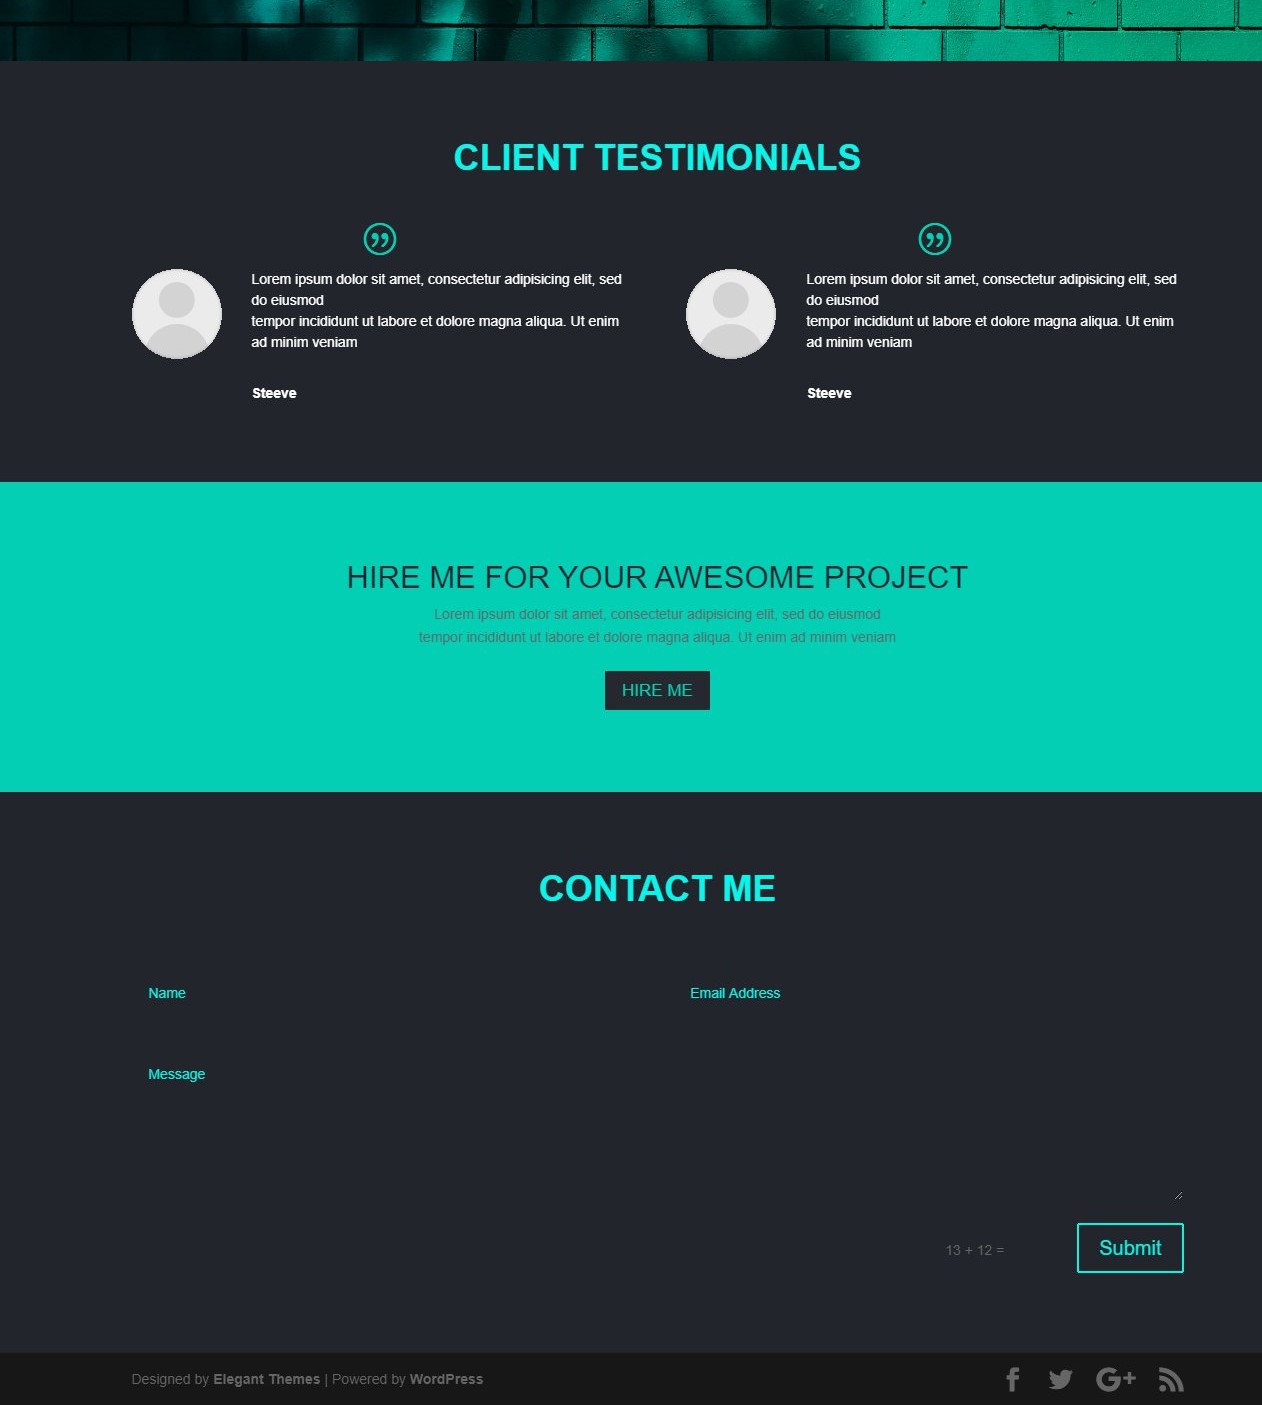 CLIENT TESTIMONIALS
Lorem ipsum dolor sit amet, consectetur adipisicing elit, sed
do eiusmod
tempor incididunt ut labore et dolore magna aliqua. Ut enim
ad minim veniam
Steeve
Lorem ipsum dolor sit amet, consectetur adipisicing elit, sed
do eiusmod
tempor incididunt ut labore et dolore magna aliqua. Ut enim
ad minim veniam
Steeve
HIRE ME FOR YOUR AWESOME PROJECT
Lorem ipsum dolor sit amet, consectetur adipisicing elit, sed do eiusmod
tempor incididunt ut labore et dolore magna aliqua. Ut enim ad minim veniam
HIRE ME
CONTACT ME
Name
Email Address
Message
13 + 12 =
Submit
Designed by Elegant Themes | Powered by WordPress